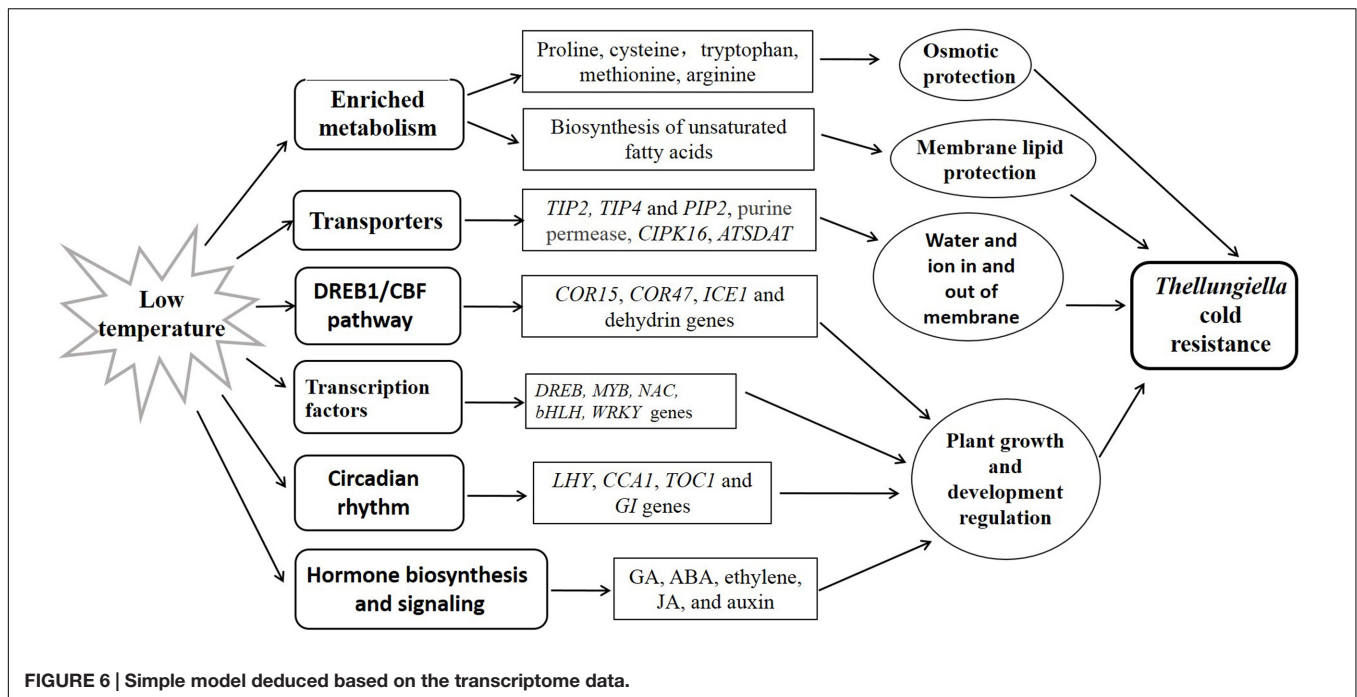 Low
temperature
Enriched
metabolism
Proline, cysteine，tryptophan,
methionine, arginine
Osmotic
protection
Biosynthesis of unsaturated
fatty acids
Membrane lipid
protection
Transporters
TIP2, TIP4 and PIP2, purine
permease, CIPK16, ATSDAT
Water and
ion in and
out of
membrane
DREB1/CBF
pathway
COR15, COR47, ICE1 and
dehydrin genes
Transcription
factors
DREB, MYB, NAC,
bHLH, WRKY genes
Circadian
rhythm
LHY, CCA1, TOC1 and
GI genes
Hormone biosynthesis
and signaling
GA, ABA, ethylene,
JA, and auxin
Plant growth
and
development
regulation
Thellungiella
cold
resistance
FIGURE 6 | Simple model deduced based on the transcriptome data.